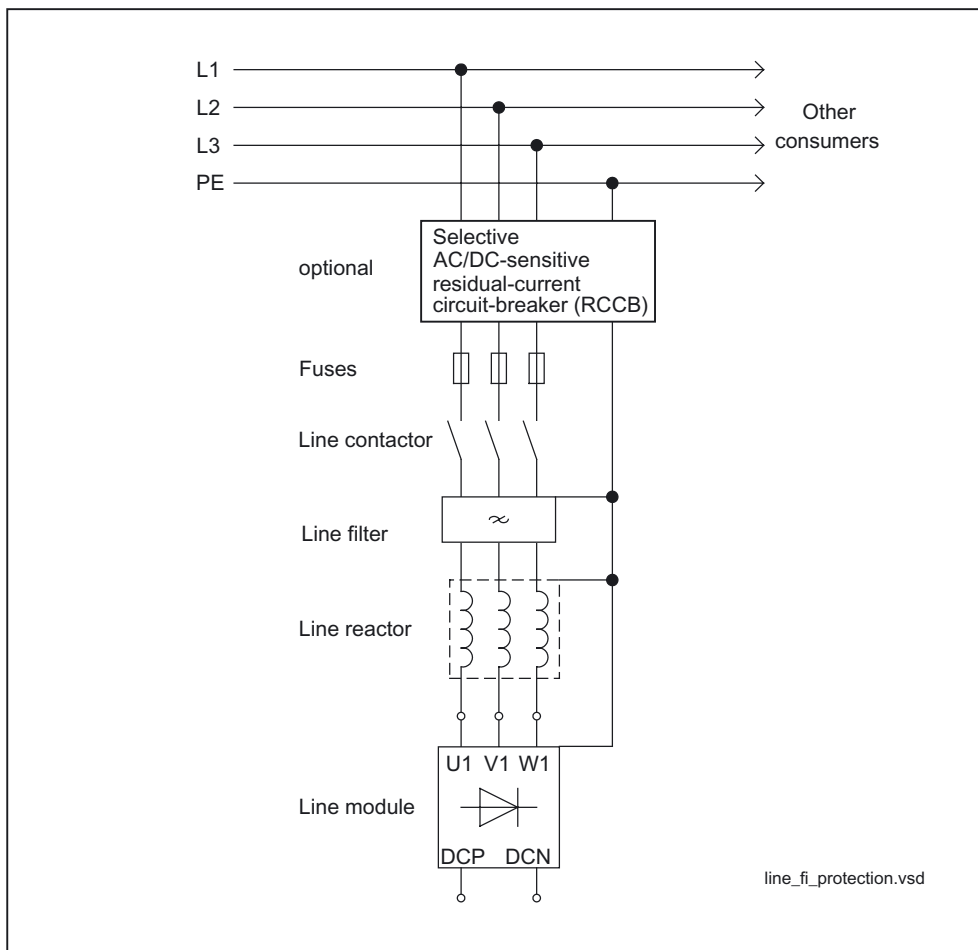 L1
L2
L3
PE
Other
consumers
optional
Selective
AC/DC-sensitive
residual-current
circuit-breaker (RCCB)
Fuses
Line contactor
Line filter
Line reactor
U1 V1 W1
Line module
DCP DCN
line_fi_protection.vsd